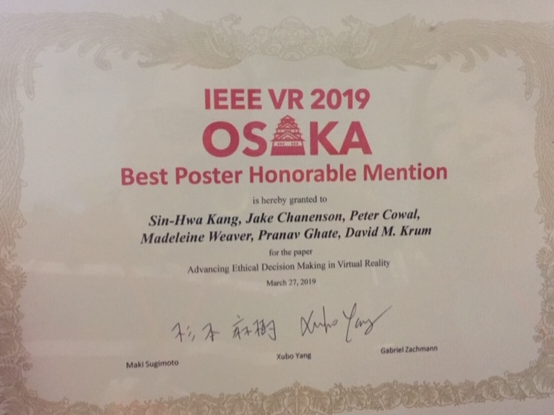 IEEE VR 2019
OSAKA
Best Poster Honorable Mention
is hereby granted to
Sin-Hwa Kang, Jake Chanenson, Peter Cowal,
Madeleine Weaver, Pranav Ghate, David M. Krum
for the paper
Advancing Ethical Decision Making in Virtual Reality
March 27, 2019
杉本 麻樹 Xubo Yang
Maki Sugimoto Xubo Yang Gabriel Zachmann